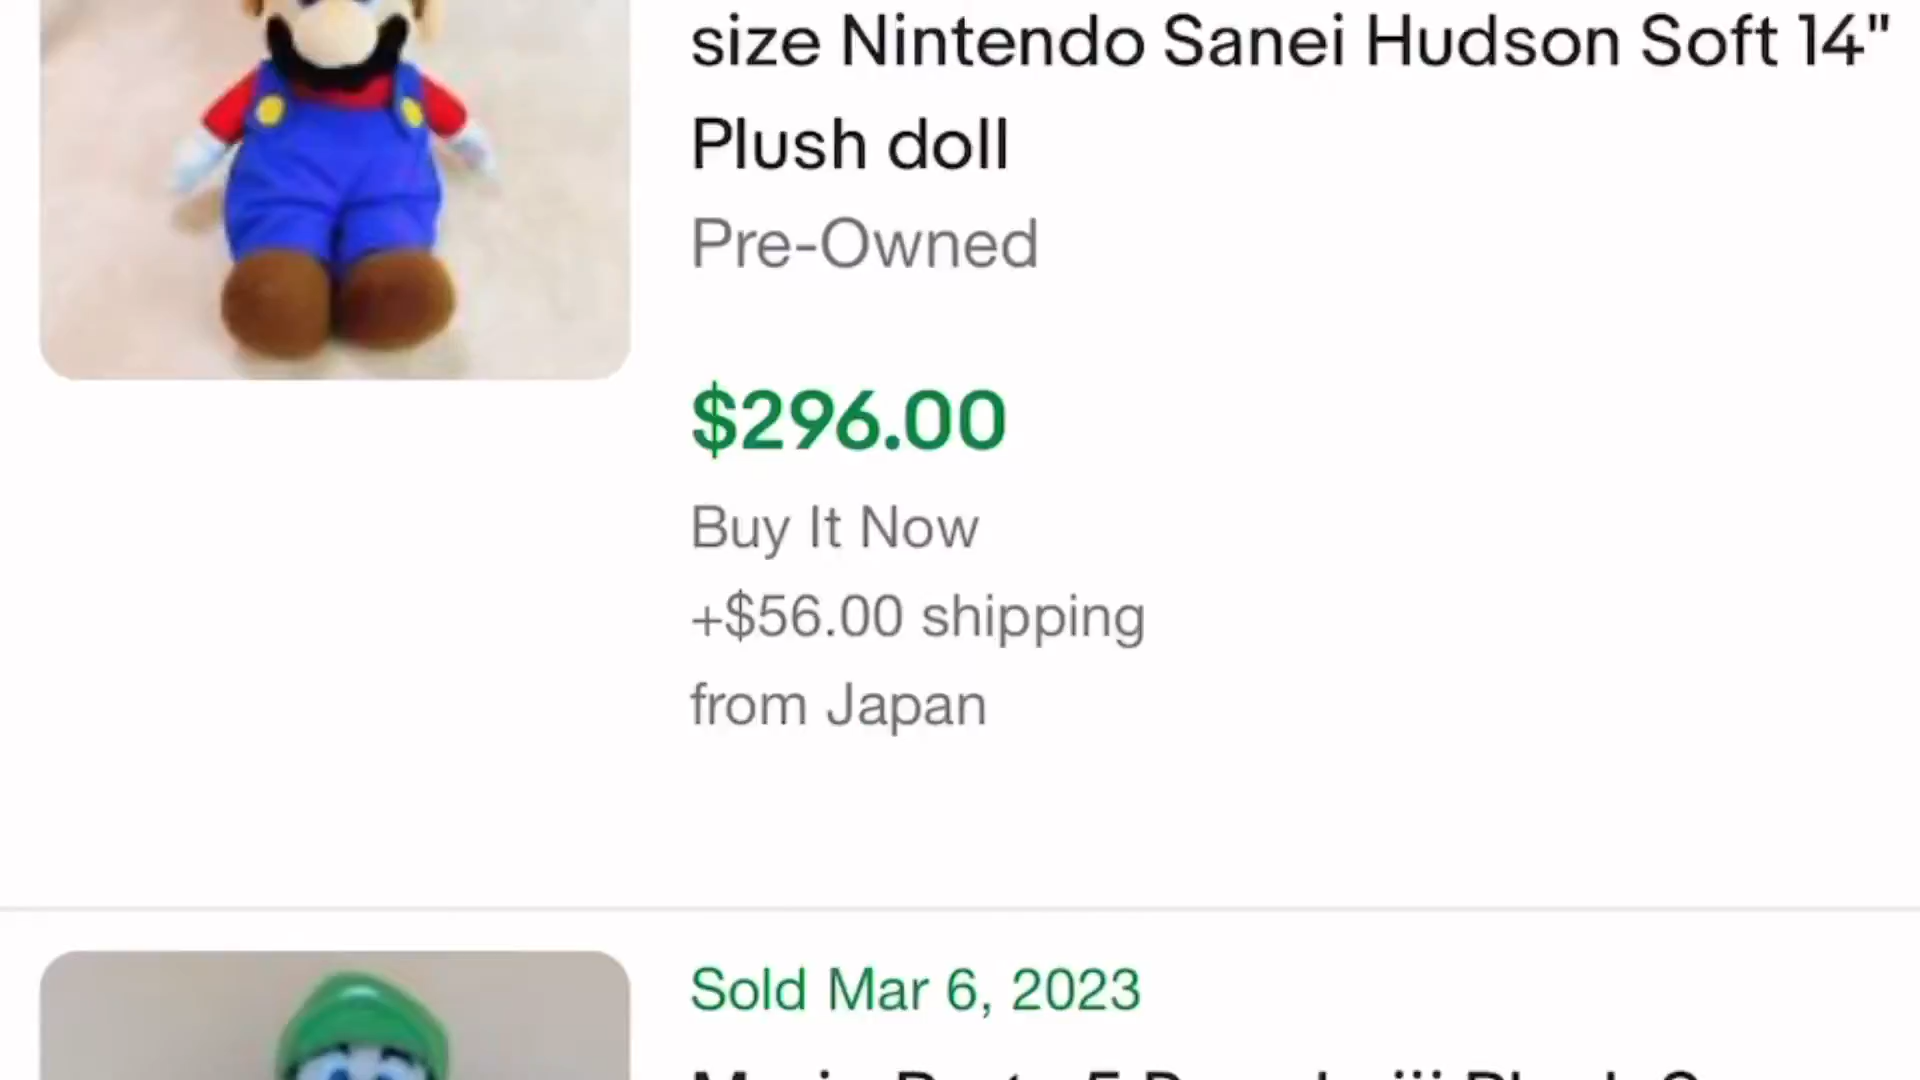 size Nintendo Sanei Hudson Soft 14"
Plush doll
Pre-Owned
$296.00
Buy It Now
+$56.00 shipping
from Japan
Sold Mar 6, 2023